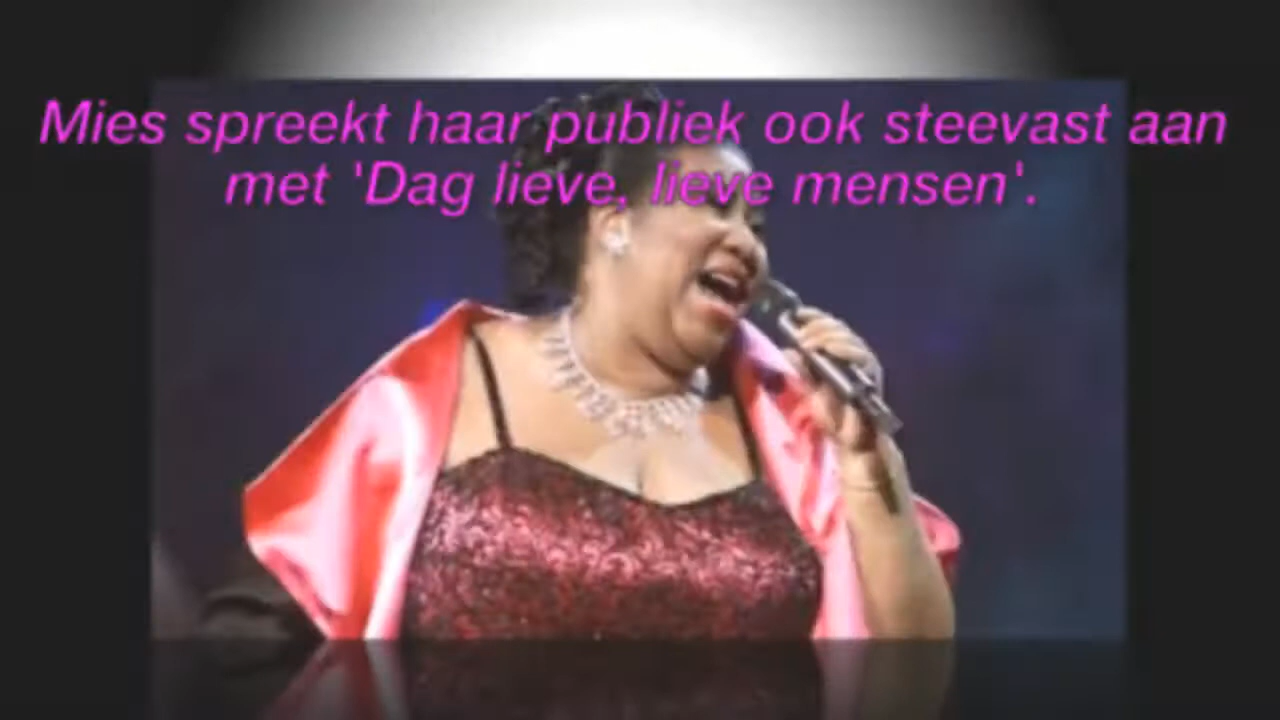 Mies spreekt haar publiek ook steevast aan
met 'Dag lieve, lieve mensen'.